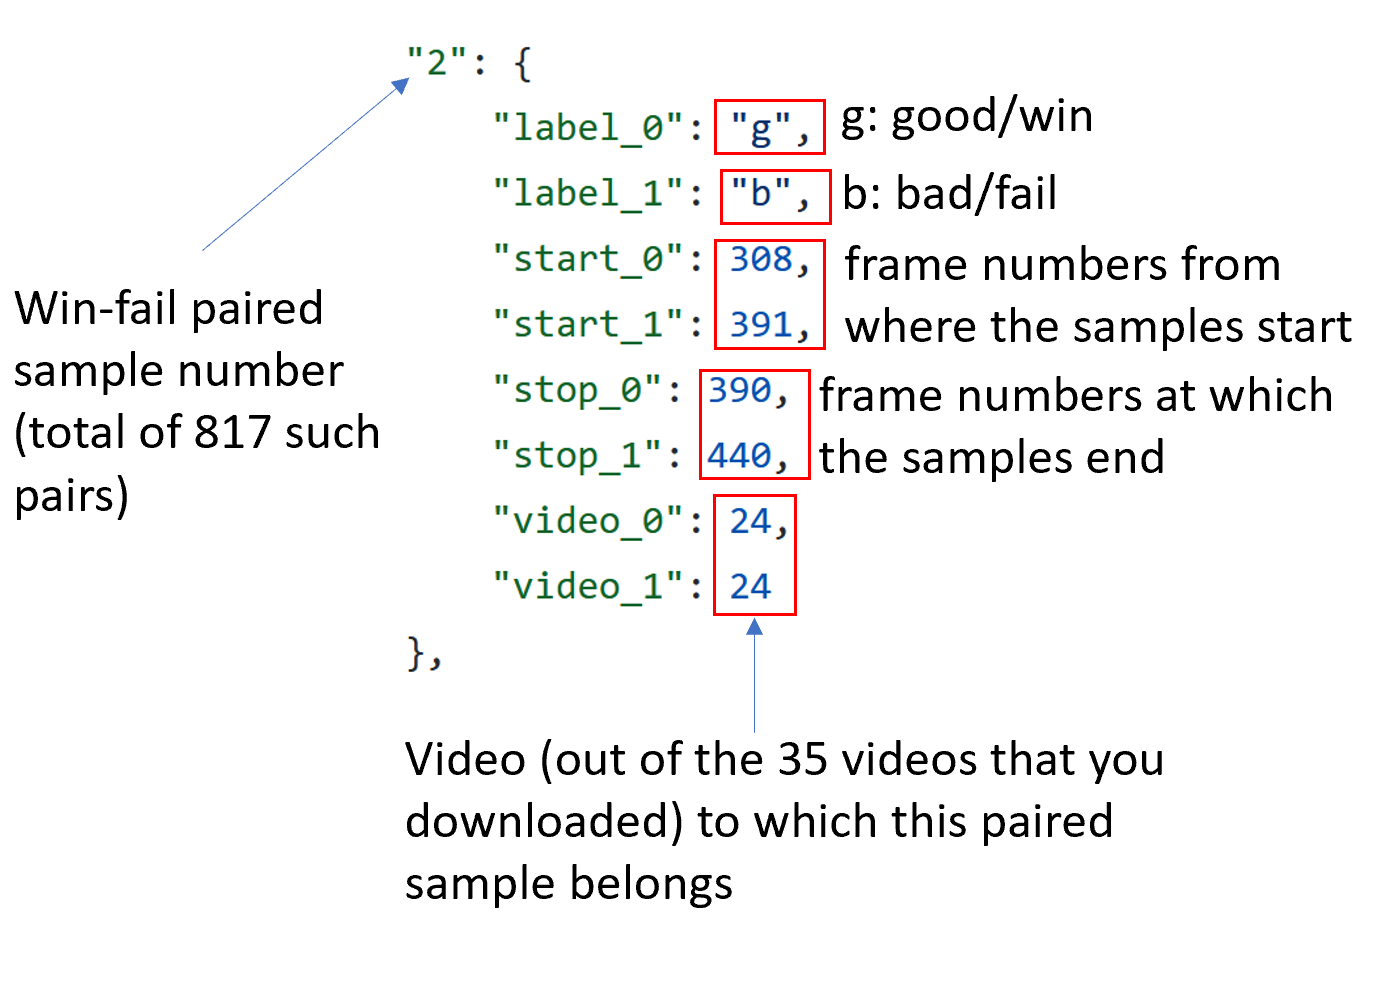 "2": {
"label_0": "g", g: good/win
"label_1": "b", b: bad/fail
"start_0": 308, frame numbers from
"start_1": 391, where the samples start
"stop_0": 390, frame numbers at which
"stop_1": 440, the samples end
"video_0": 24,
"video_1": 24
},
Win-fail paired
sample number
(total of 817 such
pairs)
Video (out of the 35 videos that you
downloaded) to which this paired
sample belongs